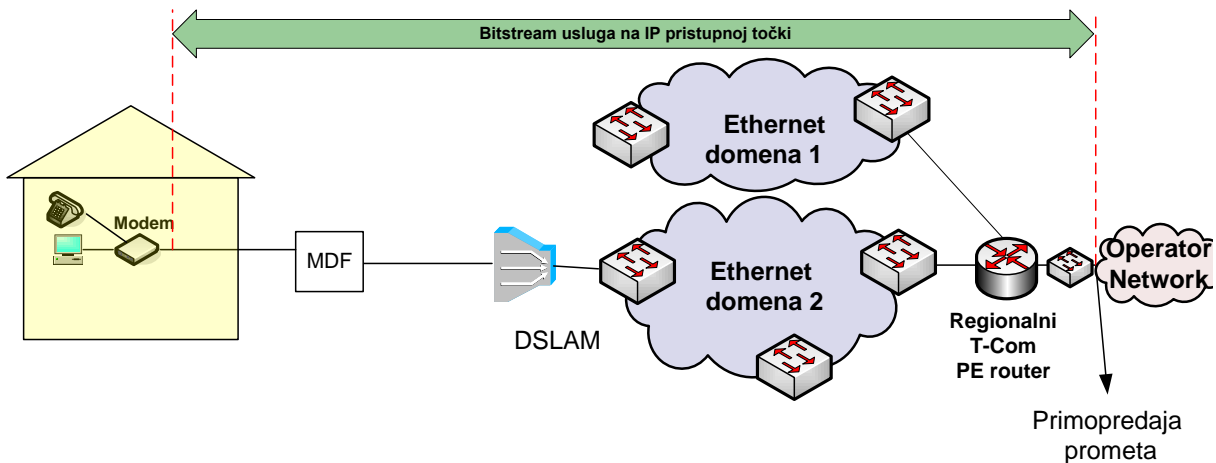 Bitstream usluga na IP pristupnoj točki
Ethernet
domena 1
Modem
MDF
DSLAM
Ethernet
domena 2
Regionalni
T-Com
PE router
Operator
Network
Primopredaja
prometa